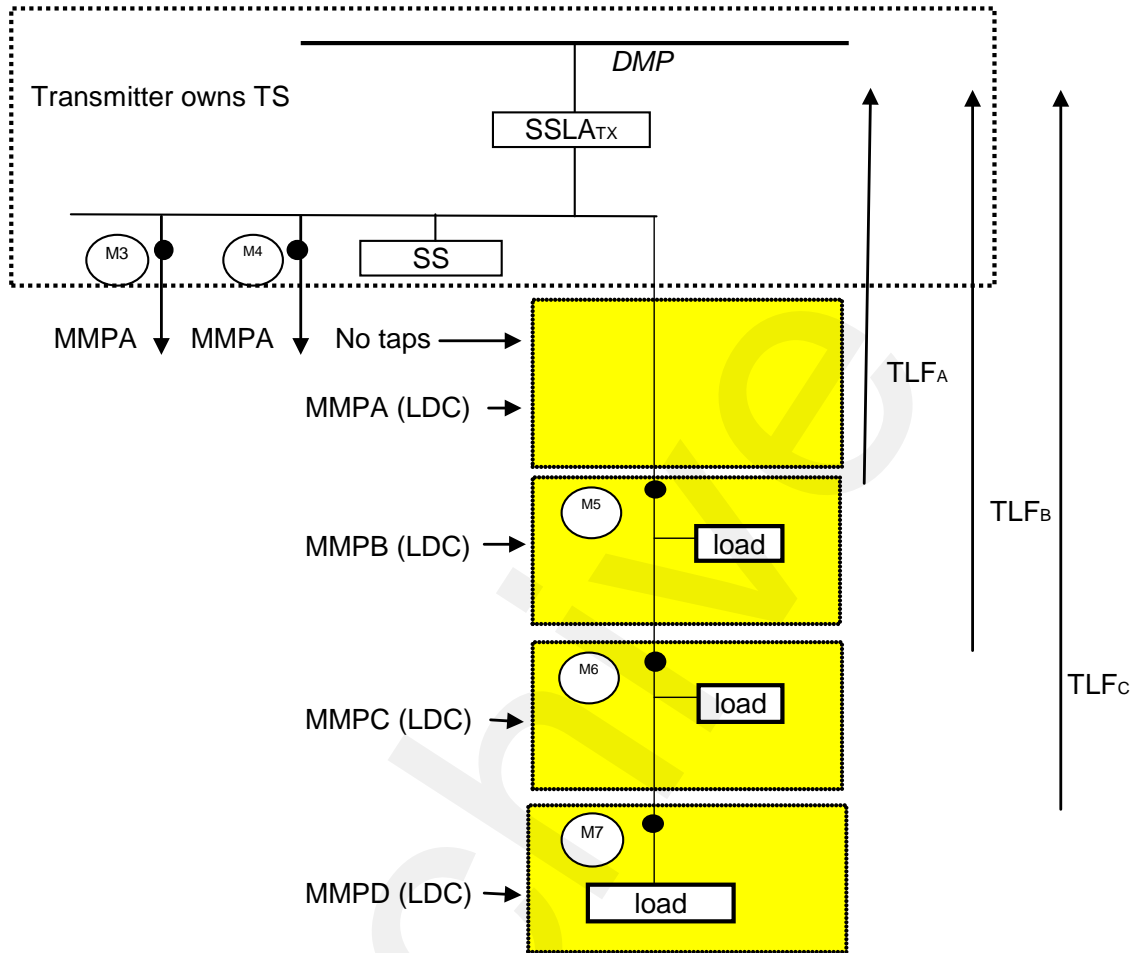 DMP
Transmitter owns TS
SSLATX
M3
M4
SS
MMPA
MMPA
No taps
TLFA
MMPA (LDC)
M5
TLFB
MMPB (LDC)
load
M6
TLFC
MMPC (LDC)
load
M7
MMPD (LDC)
load